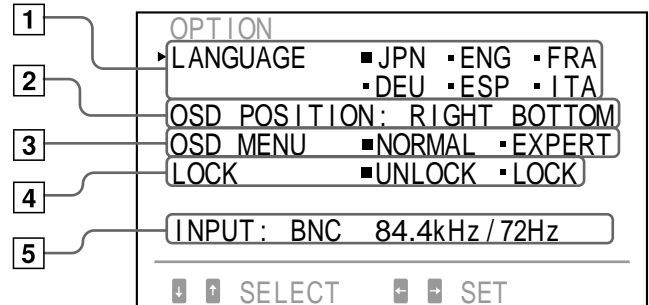 OPTION
1 LANGUAGE ■JPN ▪ENG ▪FRA
▪DEU ▪ESP ▪ITA
2 OSD POSITION: RIGHT BOTTOM
3 OSD MENU ■NORMAL ▪EXPERT
4 LOCK ■UNLOCK ▪LOCK
5 INPUT: BNC 84.4kHz/72Hz
↓ ↑ SELECT ← → SET